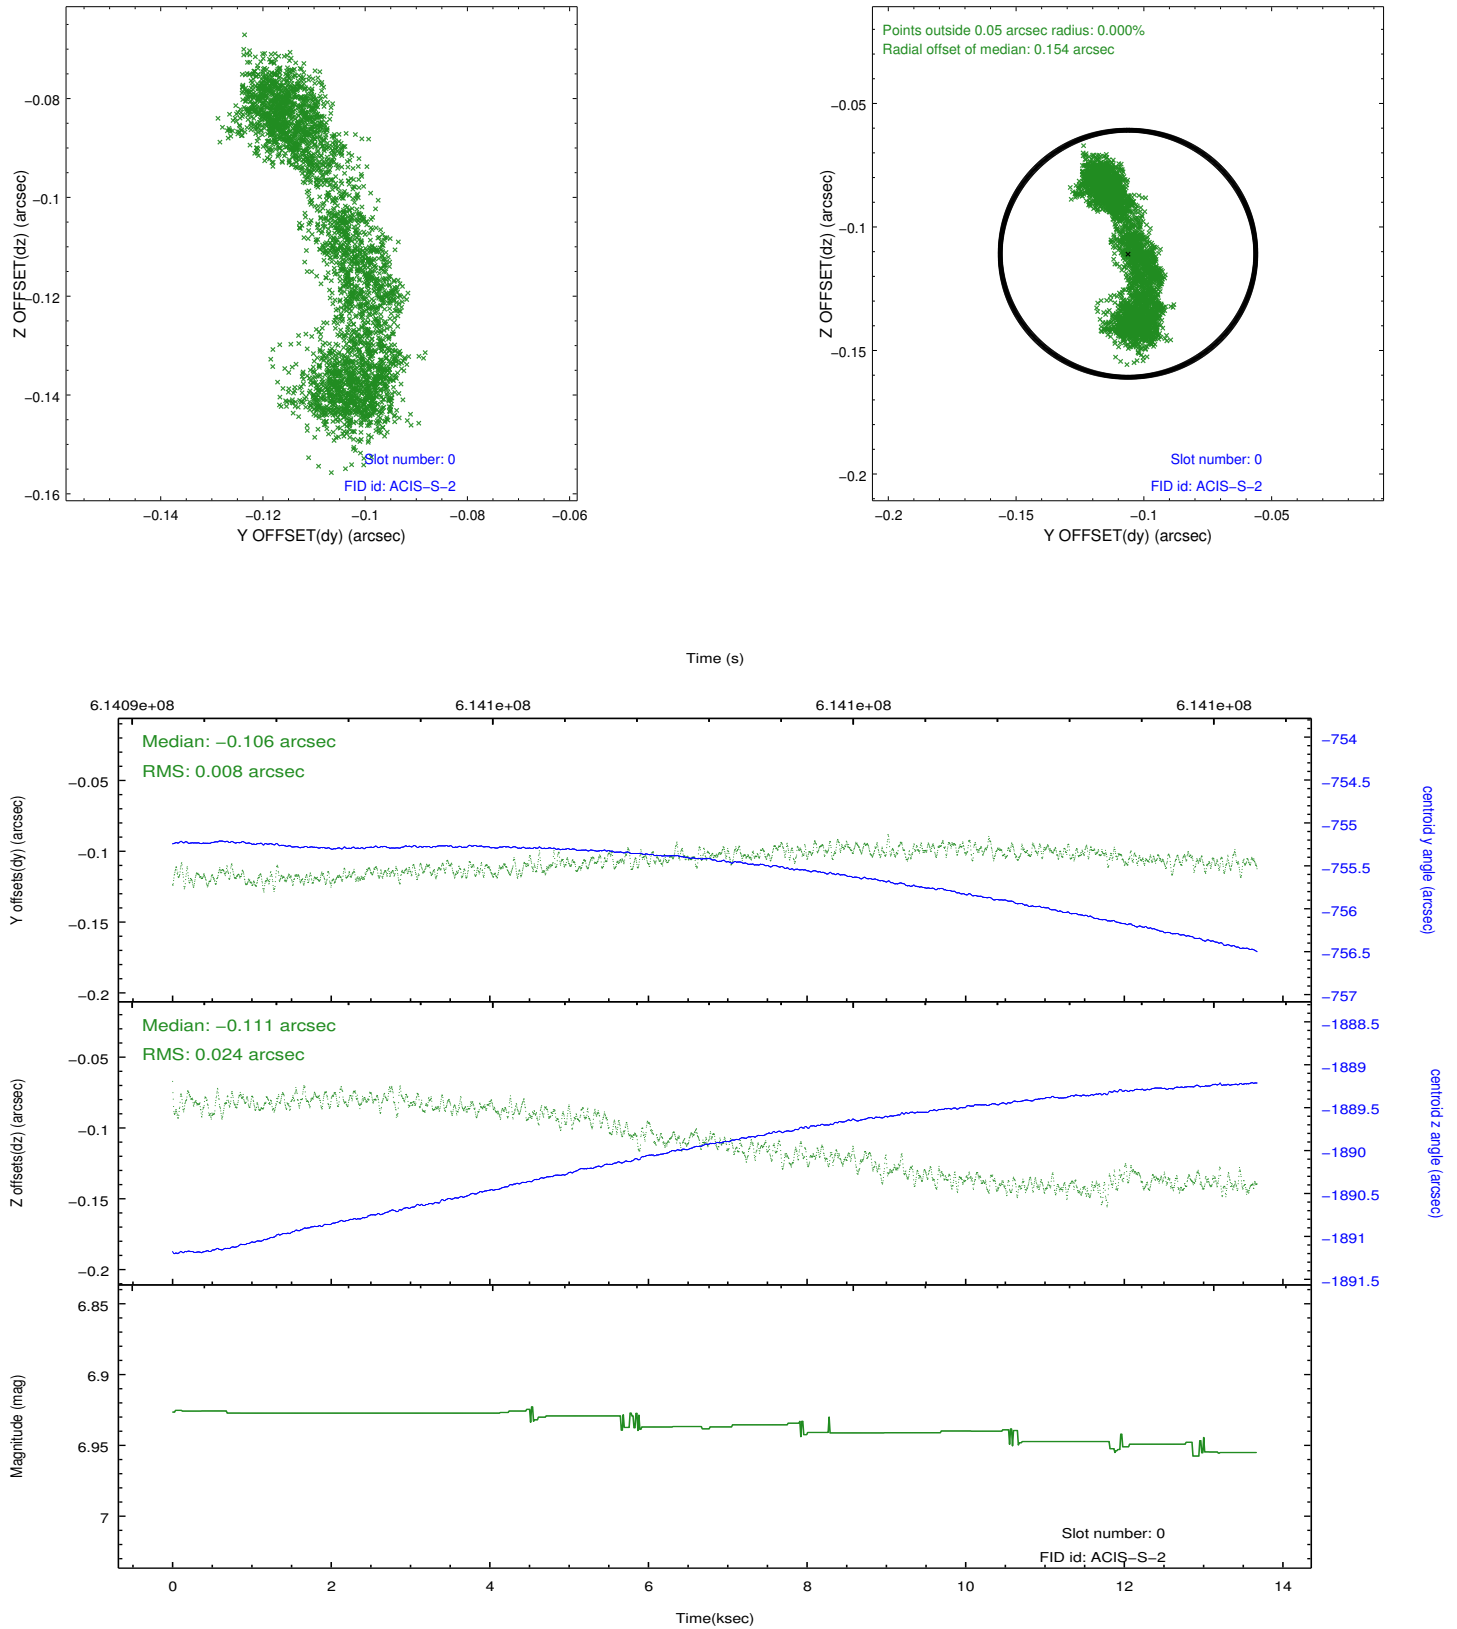 −0.08
−0.1
−0.12
−0.14
−0.16
Z OFFSET(dz) (arcsec)
Slot number: 0
FID id: ACIS−S−2
−0.14
−0.12
−0.1
−0.08
−0.06
Y OFFSET(dy) (arcsec)
Points outside 0.05 arcsec radius: 0.000%
Radial offset of median: 0.154 arcsec
−0.05
−0.1
−0.15
−0.2
Z OFFSET(dz) (arcsec)
Slot number: 0
FID id: ACIS−S−2
−0.2
−0.15
−0.1
−0.05
Y OFFSET(dy) (arcsec)
Time (s)
6.1409e+08
6.141e+08
6.141e+08
6.141e+08
Median: −0.106 arcsec
RMS: 0.008 arcsec
−0.05
−0.1
−0.15
−0.2
Y offsets(dy) (arcsec)
−754
−754.5
−755
−755.5
−756
−756.5
−757
centroid y angle (arcsec)
Median: −0.111 arcsec
RMS: 0.024 arcsec
−0.05
−0.1
−0.15
−0.2
Z offsets(dz) (arcsec)
−1888.5
−1889
−1889.5
−1890
−1890.5
−1891
−1891.5
centroid z angle (arcsec)
6.85
6.9
6.95
7
Magnitude (mag)
Slot number: 0
FID id: ACIS−S−2
0
2
4
6
8
10
12
14
Time(ksec)